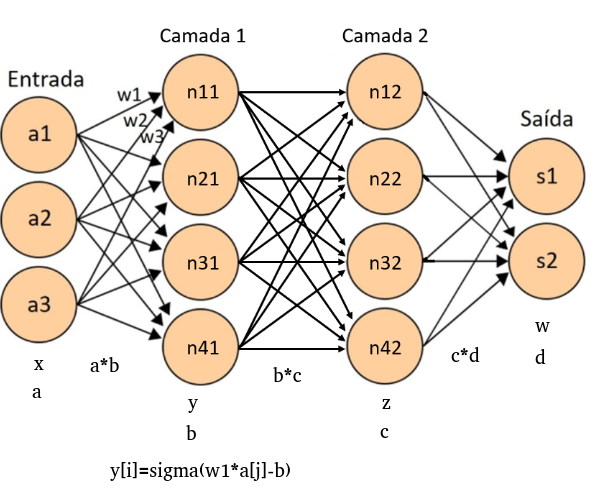 Camada 1
Camada 2
Entrada
Saída
w1
w2
w3
a1
a2
a3
n11
n21
n31
n41
n12
n22
n32
n42
s1
s2
x
a
a*b
y
b
b*c
z
c
c*d
w
d
y[i]=sigma(w1*a[j]-b)